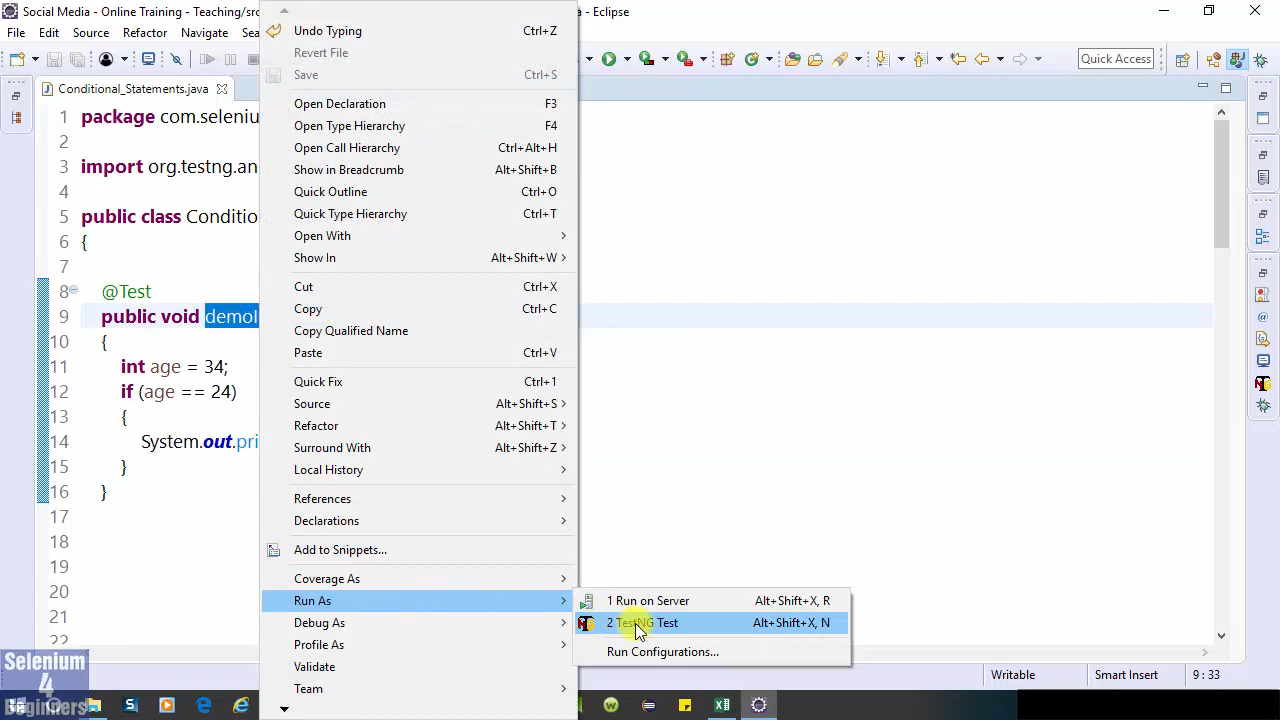 Social Media - Online Training - Teaching/src
a - Eclipse
File Edit Source Refactor Navigate Sea
Quick Access
Conditional_Statements.java
1 package com.seleniu
2
3 import org.testng.an
4
5 public class Conditio
6 {
7
8 @Test
9 public void demoI
10 {
11 int age = 34;
12 if (age == 24)
13 {
14 System.out.pri
15 }
16 }
17
18
19
20
21
22
Undo Typing Ctrl+Z
Revert File
Save Ctrl+S
Open Declaration F3
Open Type Hierarchy F4
Open Call Hierarchy Ctrl+Alt+H
Show in Breadcrumb Alt+Shift+B
Quick Outline Ctrl+O
Quick Type Hierarchy Ctrl+T
Open With
Show In Alt+Shift+W
Cut Ctrl+X
Copy Ctrl+C
Copy Qualified Name
Paste Ctrl+V
Quick Fix Ctrl+1
Source Alt+Shift+S
Refactor Alt+Shift+T
Surround With Alt+Shift+Z
Local History
References
Declarations
Add to Snippets...
Coverage As
Run As
Debug As
Profile As
Validate
Team
1 Run on Server Alt+Shift+X, R
2 TestNG Test Alt+Shift+X, N
Run Configurations...
Writable Smart Insert 9 : 33
Selenium
4
Beginners